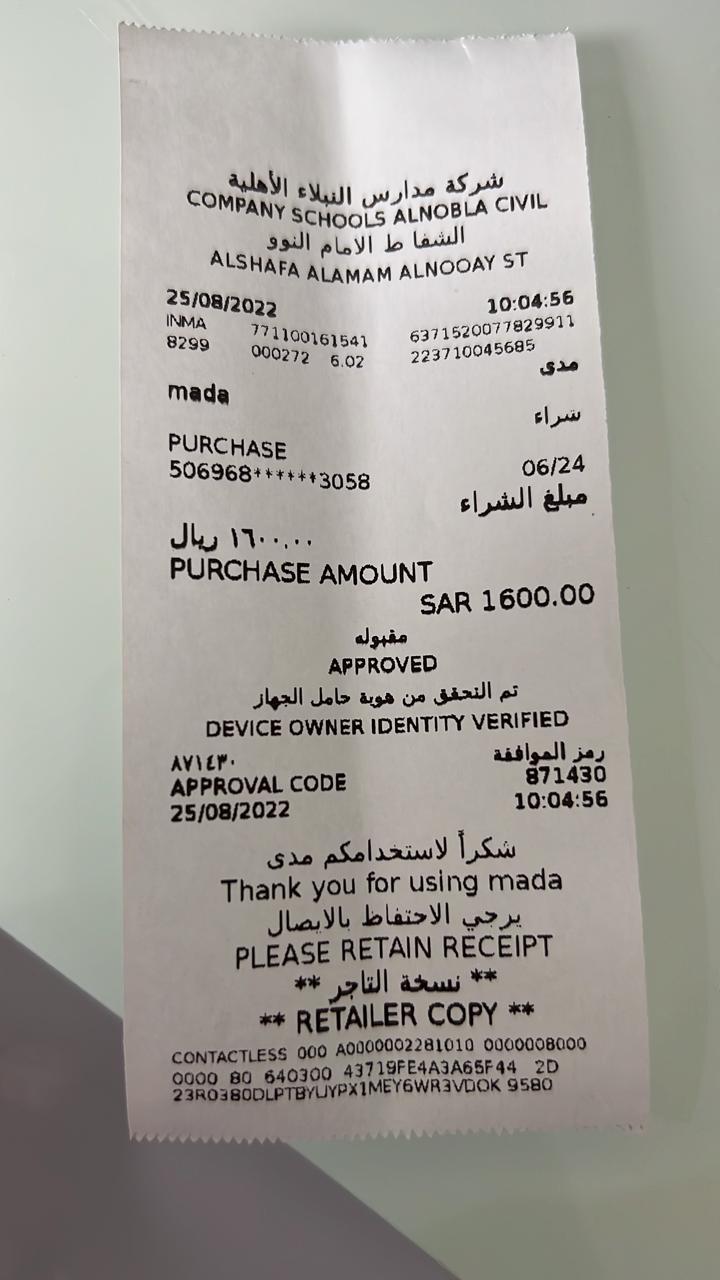 شركة مدارس النبلاء الأهلية
COMPANY SCHOOLS ALNOBLA CIVIL
الشفا ط الامام النوو
ALSHAFA ALAMAM ALNOOAY ST
25/08/2022 10:04:56
INMA 771100161541 6371520077829911
8299 000272 6.02 223710045685
مدى
mada
شراء
PURCHASE
506968******3058 06/24
مبلغ الشراء
١٦٠٠.٠٠ ريال
PURCHASE AMOUNT
SAR 1600.00
مقبوله
APPROVED
تم التحقق من هوية حامل الجهاز
DEVICE OWNER IDENTITY VERIFIED
رمز الموافقة ٨٧١٤٣٠
APPROVAL CODE 871430
25/08/2022 10:04:56
شكراً لاستخدامكم مدى
Thank you for using mada
يرجي الاحتفاظ بالايصال
PLEASE RETAIN RECEIPT
** نسخة التاجر **
** RETAILER COPY **
CONTACTLESS 000 A0000002281010 0000008000
0000 80 640300 43719FE4A3A65F44 2D
23R0380DLPTBYUYPX1MEY6WR3VDOK 9580